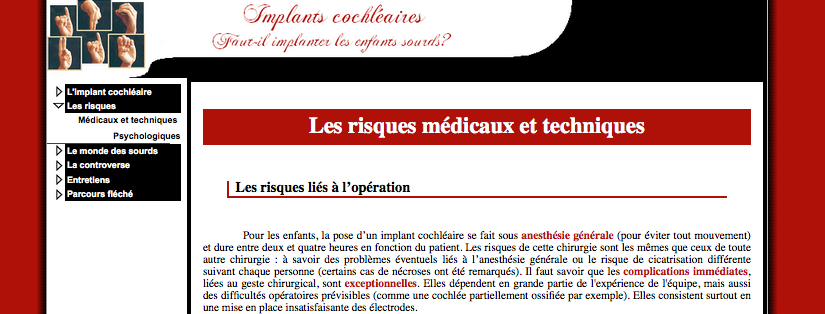 Implants cochléaires
Faut-il implanter les enfants sourds?
L'implant cochléaire
Les risques
Médicaux et techniques
Psychologiques
Le monde des sourds
La controverse
Entretiens
Parcours fléché
Les risques médicaux et techniques
Les risques liés à l’opération
Pour les enfants, la pose d’un implant cochléaire se fait sous anesthésie générale (pour éviter tout mouvement)
et dure entre deux et quatre heures en fonction du patient. Les risques de cette chirurgie sont les mêmes que ceux de toute
autre chirurgie : à savoir des problèmes éventuels liés à l’anesthésie générale ou le risque de cicatrisation différente
suivant chaque personne (certains cas de nécroses ont été remarqués). Il faut savoir que les complications immédiates,
liées au geste chirurgical, sont exceptionnelles. Elles dépendent en grande partie de l'expérience de l'équipe, mais aussi
des difficultés opératoires prévisibles (comme une cochlée partiellement ossifiée par exemple). Elles consistent surtout en
une mise en place insatisfaisante des électrodes.